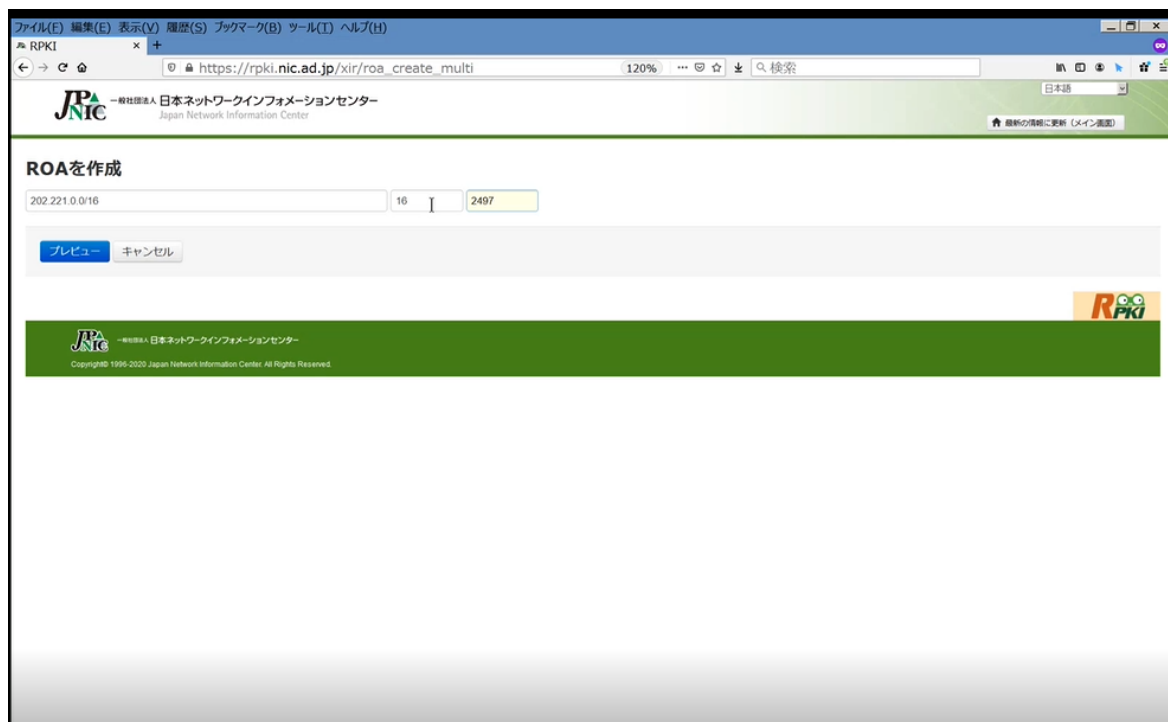 ファイル(F) 編集(E) 表示(V) 履歴(S) ブックマーク(B) ツール(T) ヘルプ(H)
RPKI × +
https://rpki.nic.ad.jp/xir/roa_create_multi 120% ... 検索
JPNIC 一般社団法人 日本ネットワークインフォメーションセンター 日本語
Japan Network Information Center
最新の情報に更新（メイン画面）
ROAを作成
202.221.0.0/16 16 2497
プレビュー キャンセル
RPKI
JPNIC 一般社団法人 日本ネットワークインフォメーションセンター
Copyright© 1996-2020 Japan Network Information Center. All Rights Reserved.